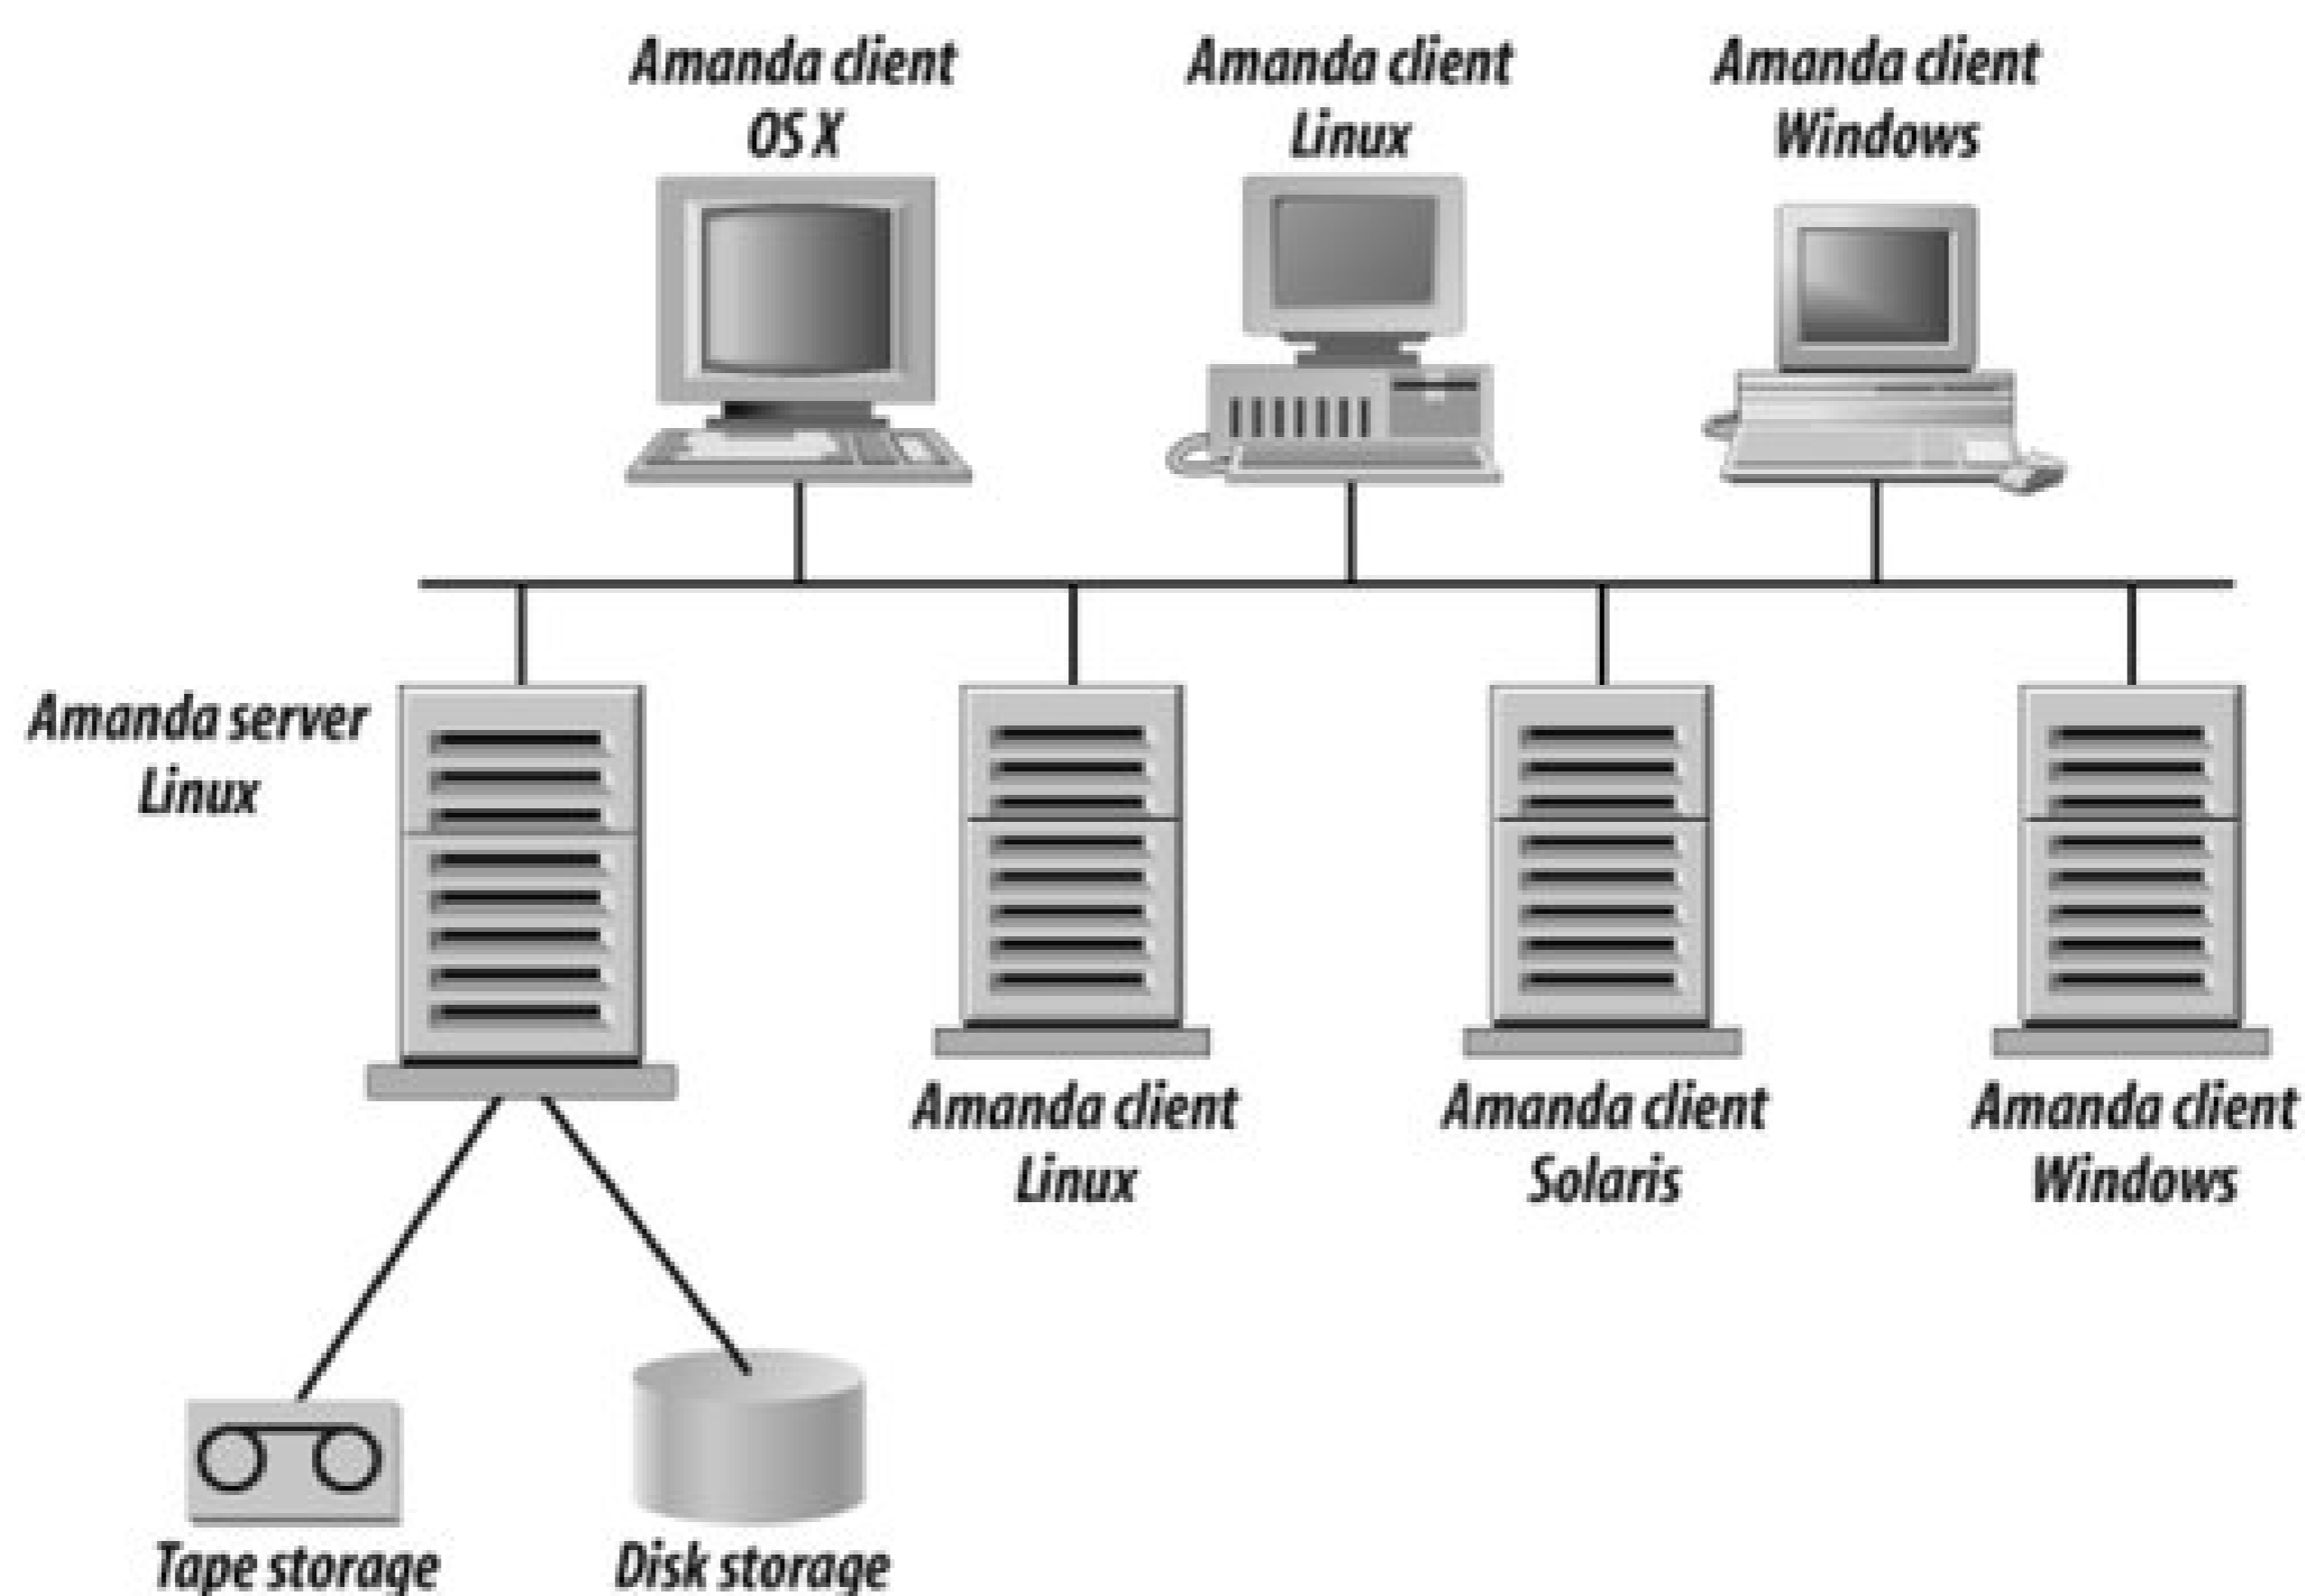 Amanda client
OS X
Amanda client
Linux
Amanda client
Windows
Amanda server
Linux
Amanda client
Linux
Amanda client
Solaris
Amanda client
Windows
Tape storage
Disk storage